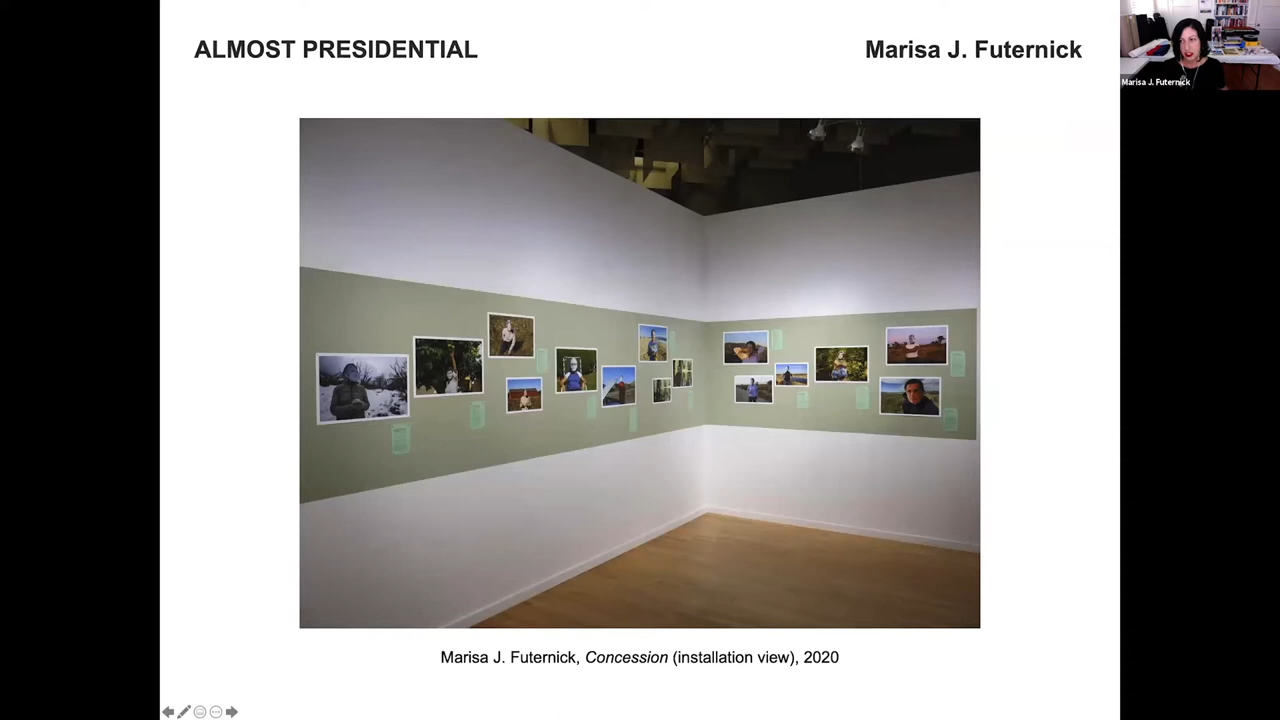 ALMOST PRESIDENTIAL
Marisa J. Futernick
Marisa J. Futernick
Marisa J. Futernick, Concession (installation view), 2020